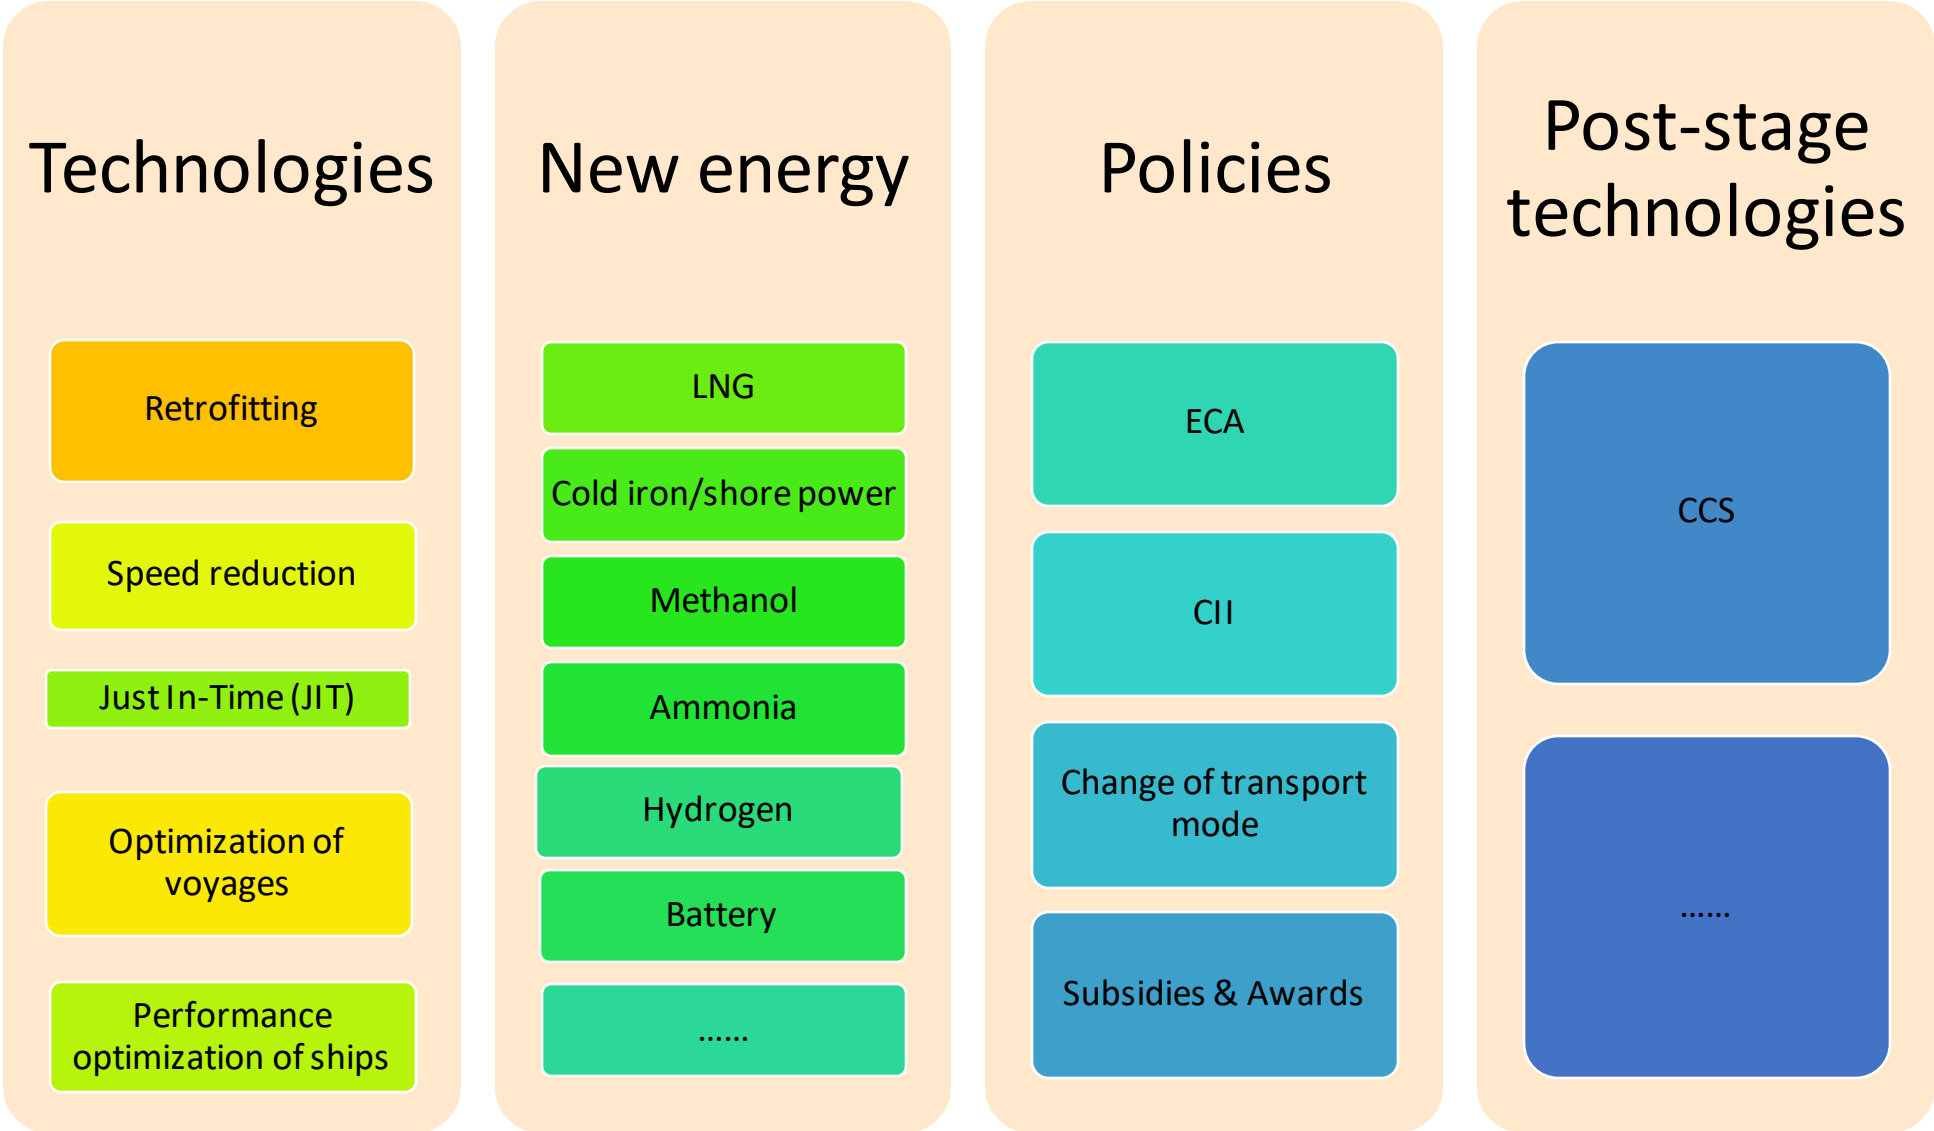 Technologies
Retrofitting
Speed reduction
Just In-Time (JIT)
Optimization of
voyages
Performance
optimization of ships
New energy
LNG
Cold iron/shore power
Methanol
Ammonia
Hydrogen
Battery
......
Policies
ECA
CII
Change of transport
mode
Subsidies & Awards
Post-stage
technologies
CCS
......